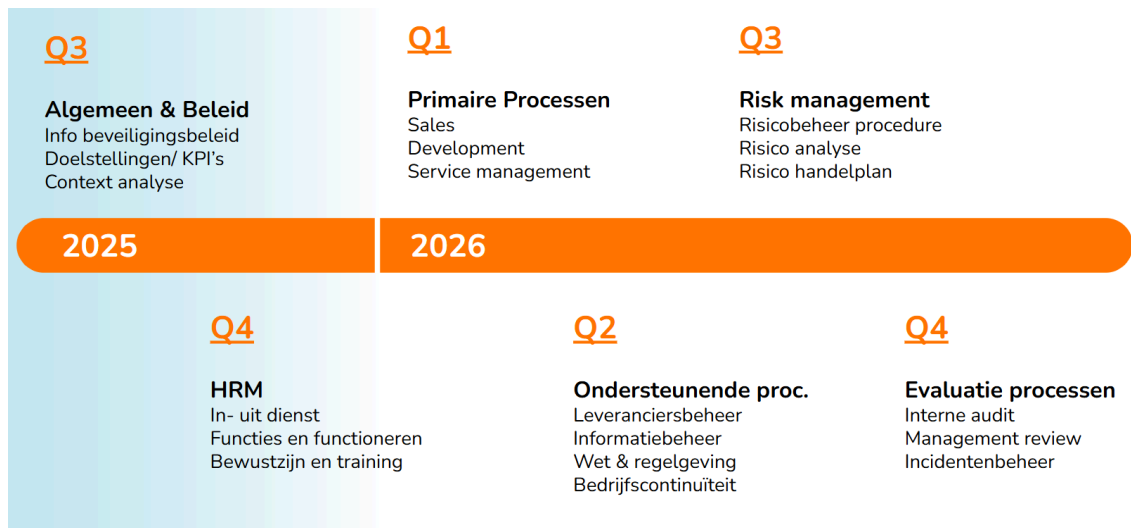 Q3
Algemeen & Beleid
Info beveiligingsbeleid
Doelstellingen/ KPI's
Context analyse
Q1
Primaire Processen
Sales
Development
Service management
Q3
Risk management
Risicobeheer procedure
Risico analyse
Risico handelplan
2025
2026
Q4
HRM
In- uit dienst
Functies en functioneren
Bewustzijn en training
Q2
Ondersteunende proc.
Leveranciersbeheer
Informatiebeheer
Wet & regelgeving
Bedrijfscontinuïteit
Q4
Evaluatie processen
Interne audit
Management review
Incidentenbeheer